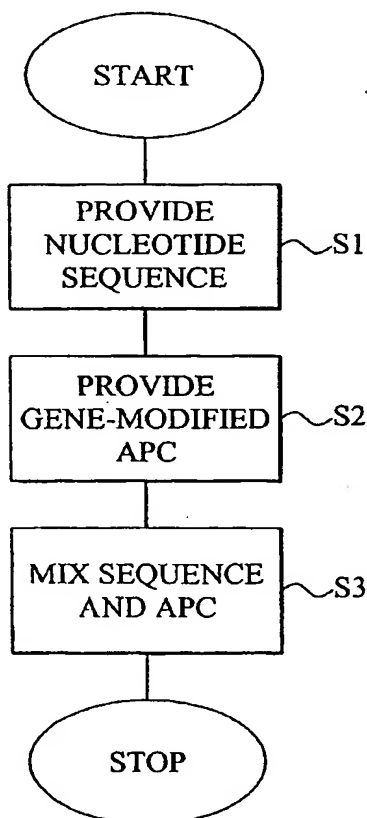 START
PROVIDE
NUCLEOTIDE
SEQUENCE
S1
PROVIDE
GENE-MODIFIED
APC
S2
MIX SEQUENCE
AND APC
S3
STOP